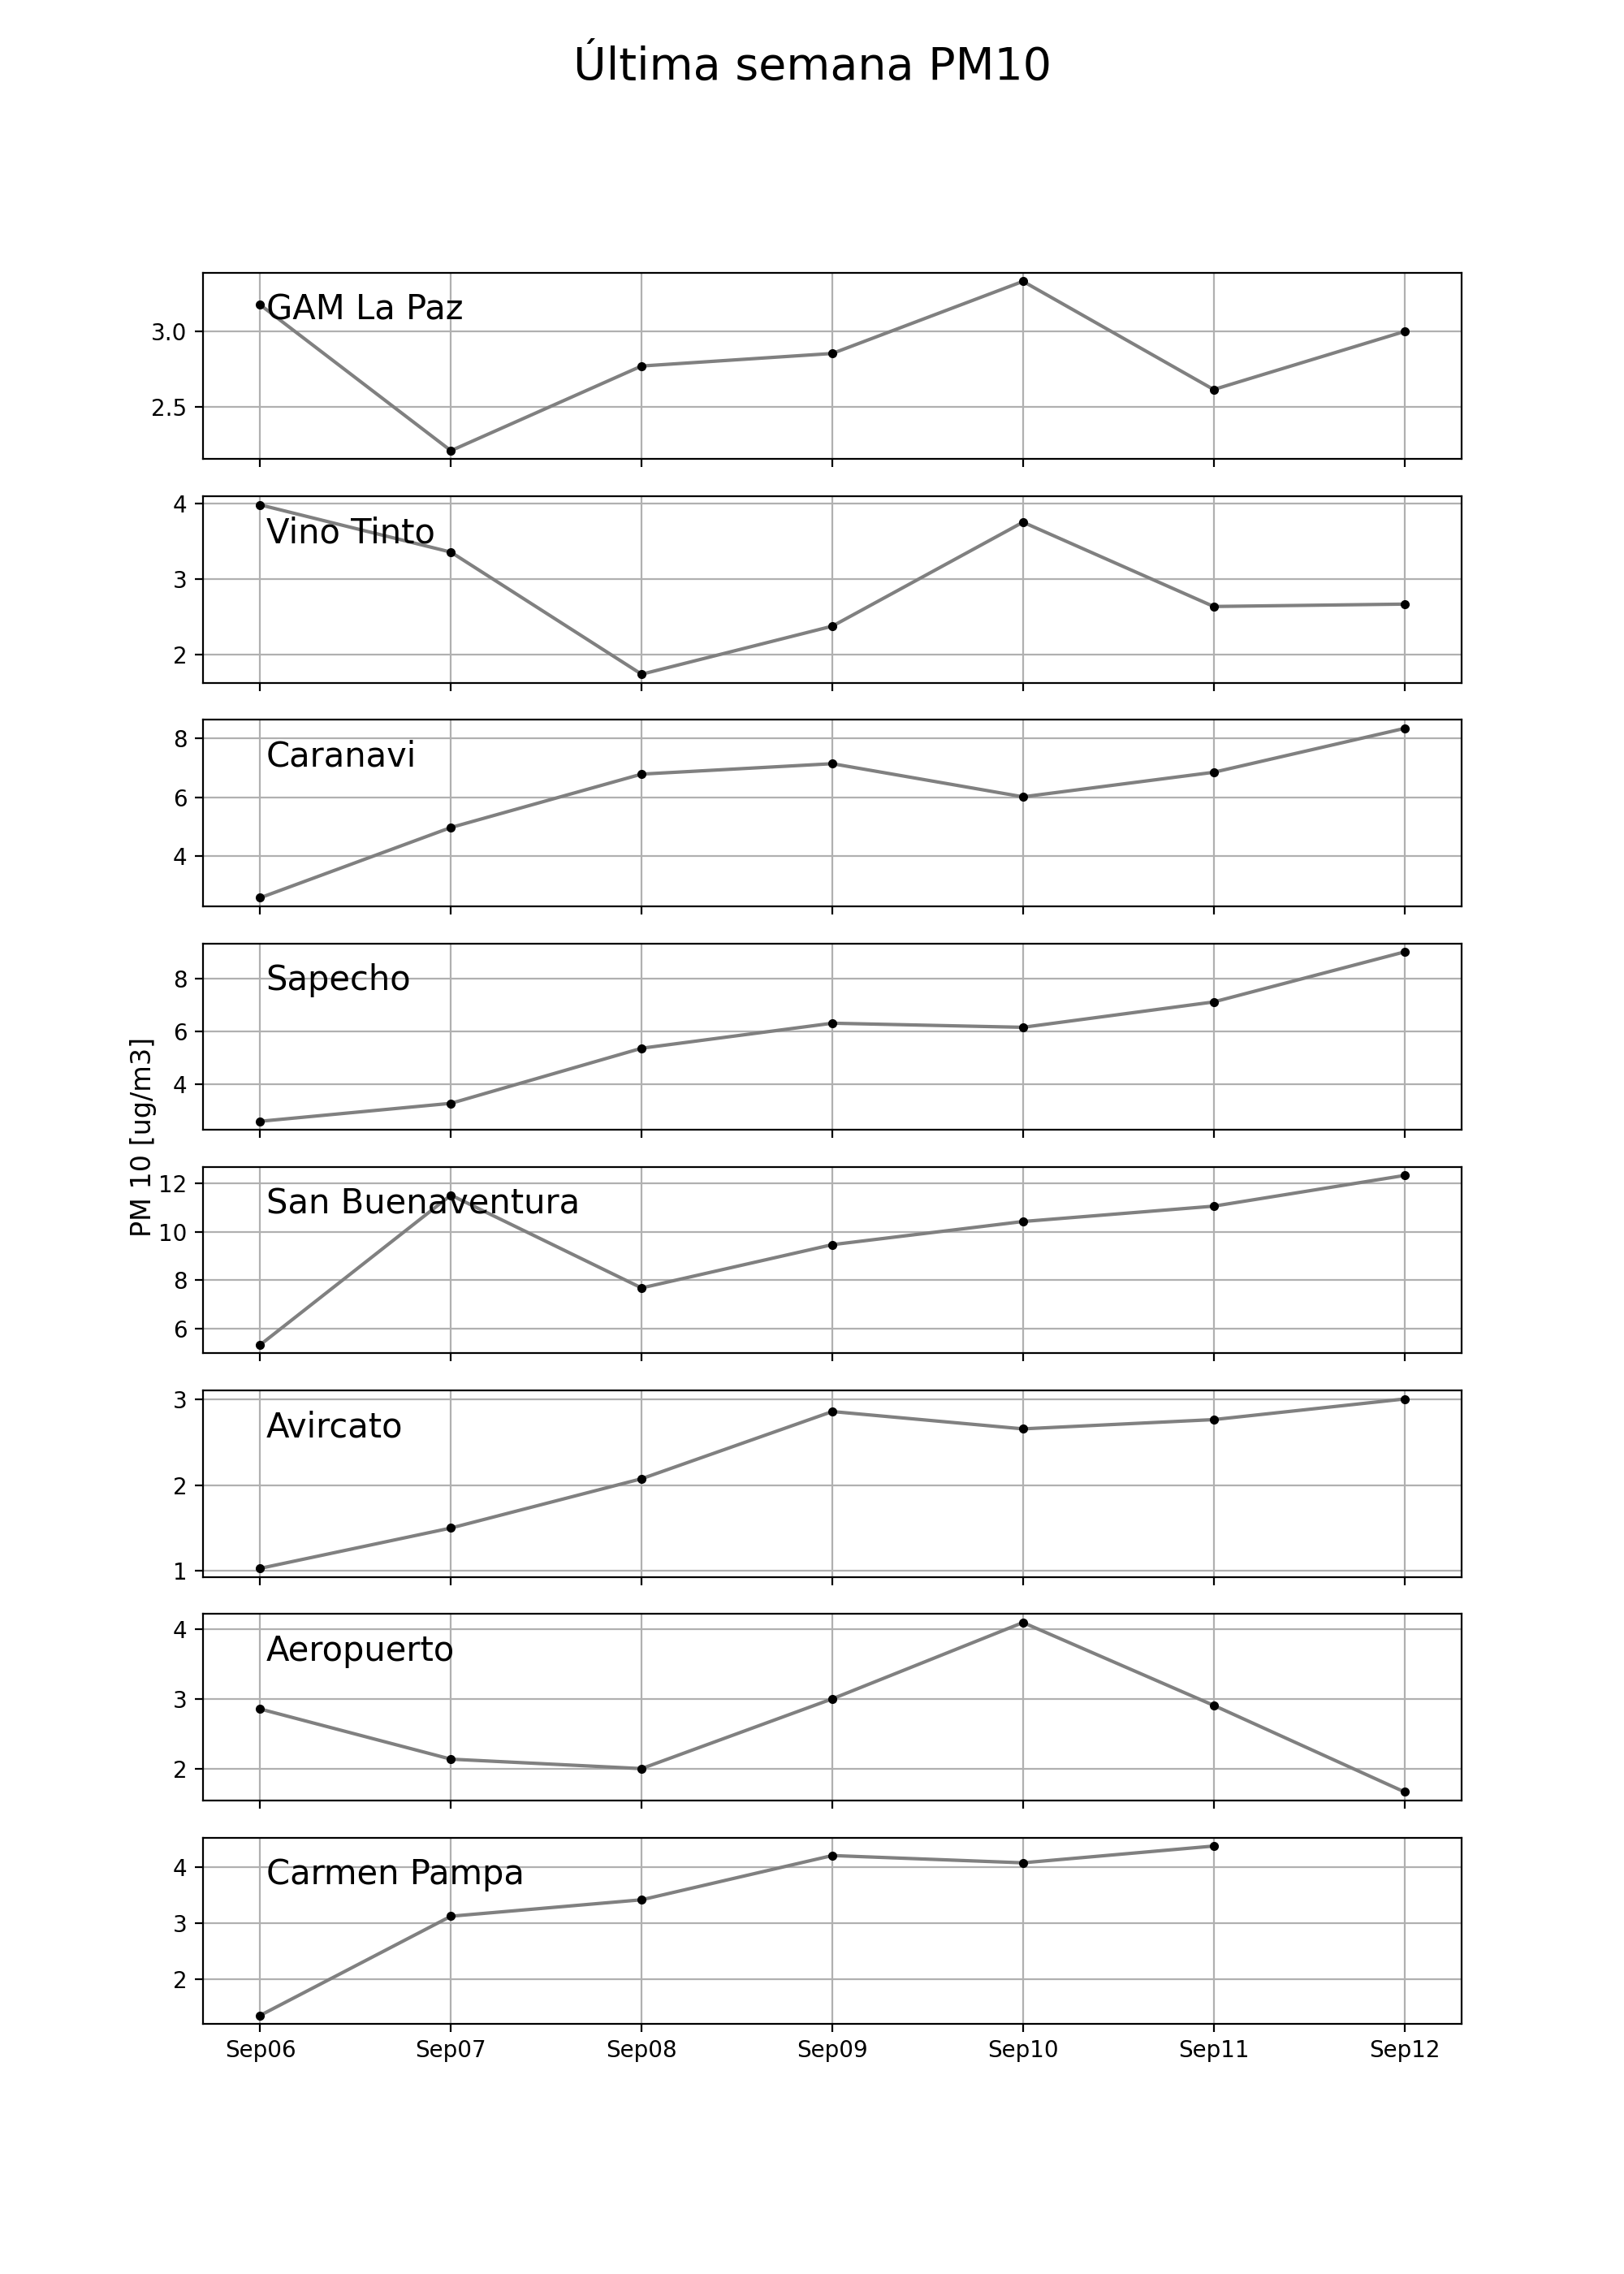 Última semana PM10
GAM La Paz
3.0
2.5
Vino Tinto
4
3
2
Caranavi
8
6
4
Sapecho
8
6
4
PM 10 [ug/m3]
San Buenaventura
12
10
8
6
Avircato
3
2
1
Aeropuerto
4
3
2
Carmen Pampa
4
3
2
Sep06 Sep07 Sep08 Sep09 Sep10 Sep11 Sep12